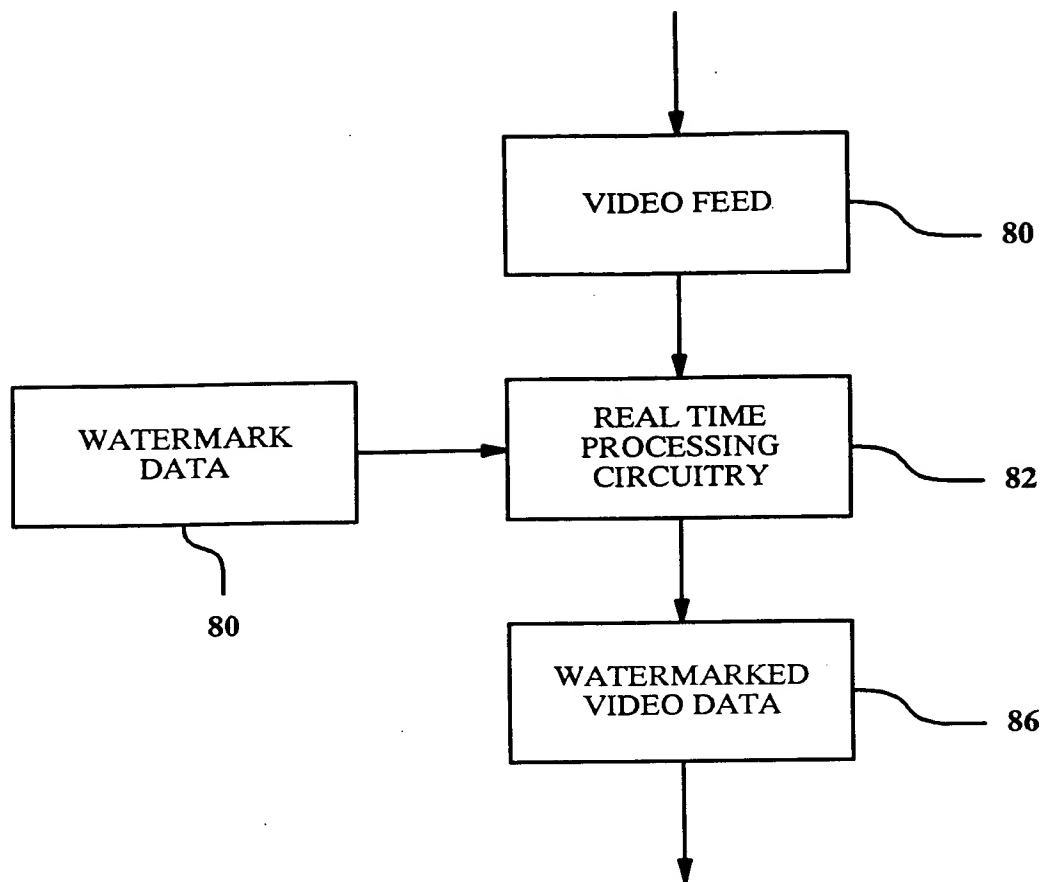 VIDEO FEED
80
WATERMARK
DATA
80
REAL TIME
PROCESSING
CIRCUITRY
82
WATERMARKED
VIDEO DATA
86